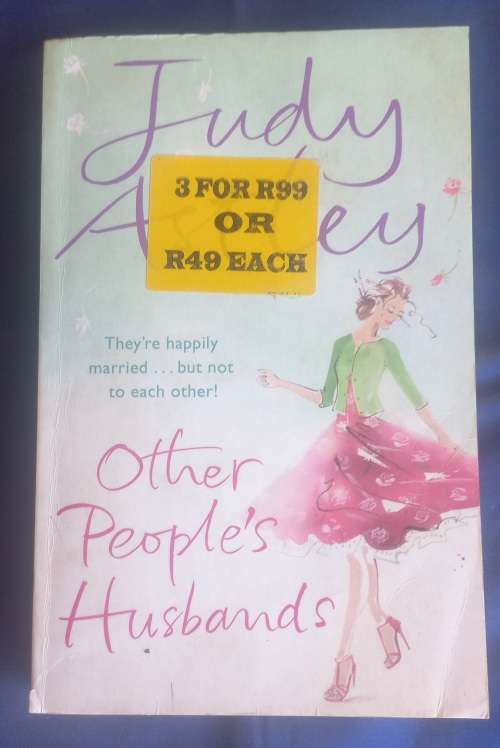 Judy
3 FOR R99
OR
R49 EACH
They're happily
married ... but not
to each other!
Other
People's
Husbands